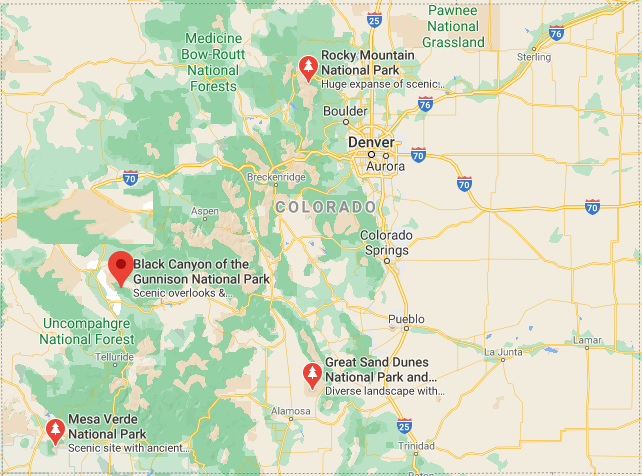 25
Pawnee
National
Grassland
76
Medicine
Bow-Routt
National
Forests
Sterling
Rocky Mountain
National Park
Huge expanse of scenic...
76
Boulder
Denver
70
Aurora
70
Breckenridge
70
70
Aspen
COLORADO
Colorado
Springs
Black Canyon of the
Gunnison National Park
Scenic overlooks &...
Uncompahgre
National Forest
Pueblo
Telluride
La Junta
Lamar
Great Sand Dunes
National Park and...
Diverse landscape with...
Alamosa
25
Mesa Verde
National Park
Scenic site with ancient...
Trinidad